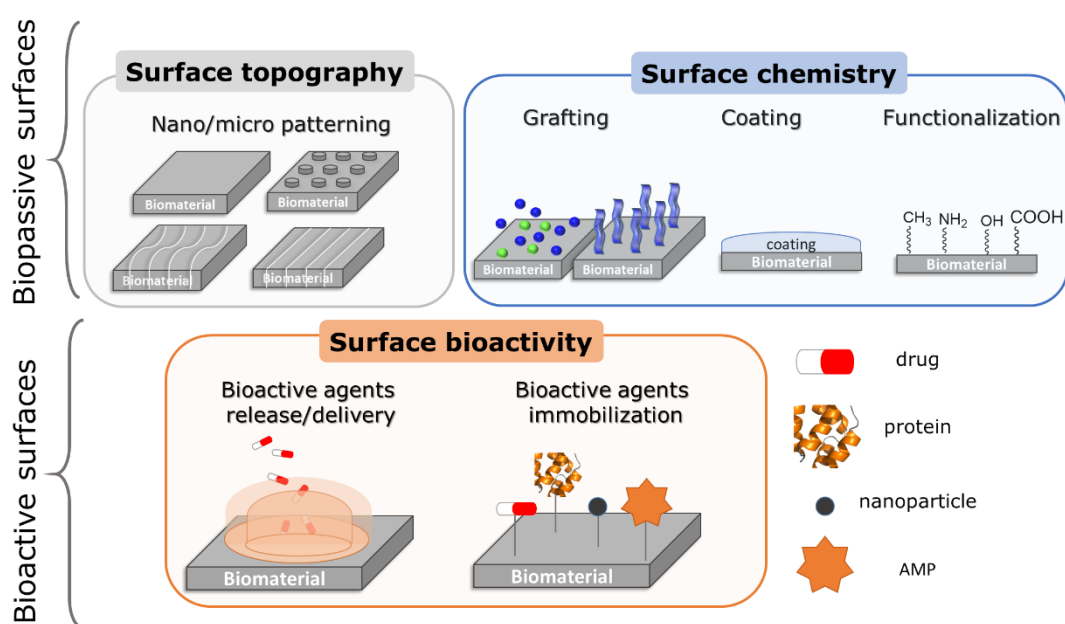 Biopassive surfaces
Surface topography
Nano/micro patterning
Biomaterial
Biomaterial
Biomaterial
Biomaterial
Surface chemistry
Grafting
Coating
Functionalization
Biomaterial
Biomaterial
coating
Biomaterial
CH₃ NH₂ OH COOH
Biomaterial
Bioactive surfaces
Surface bioactivity
Bioactive agents
release/delivery
Biomaterial
Bioactive agents
immobilization
Biomaterial
drug
protein
nanoparticle
AMP